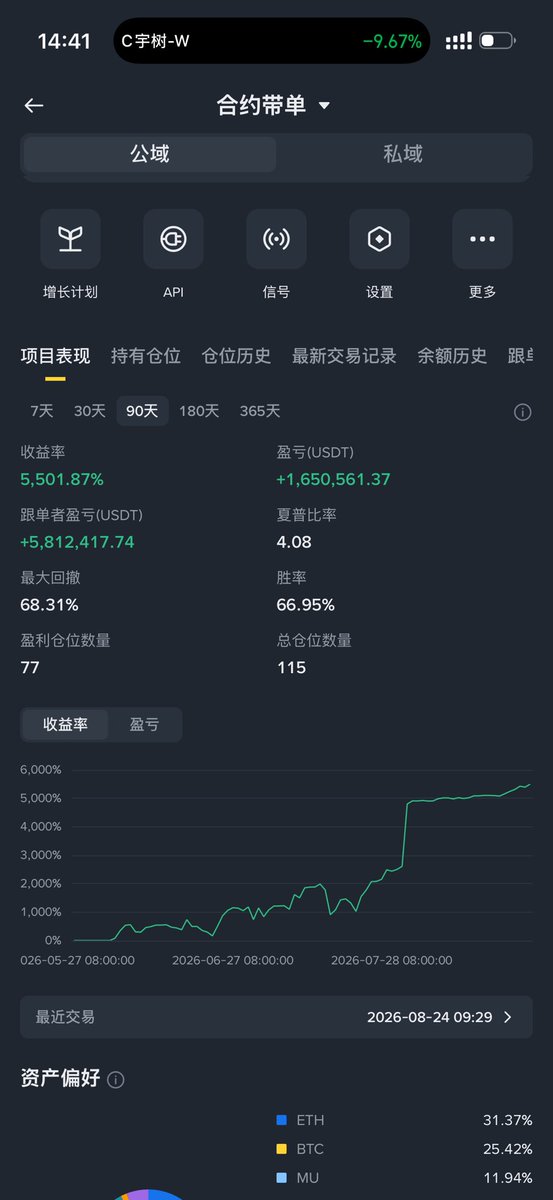 14:41 C宇树-W -9.67%
合约带单
公域 私域
增长计划 API 信号 设置 更多
项目表现 持有仓位 仓位历史 最新交易记录 余额历史 跟单
7天 30天 90天 180天 365天
收益率 盈亏(USDT)
5,501.87% +1,650,561.37
跟单者盈亏(USDT) 夏普比率
+5,812,417.74 4.08
最大回撤 胜率
68.31% 66.95%
盈利仓位数量 总仓位数量
77 115
收益率 盈亏
6,000%
5,000%
4,000%
3,000%
2,000%
1,000%
0%
026-05-27 08:00:00 2026-06-27 08:00:00 2026-07-28 08:00:00
最近交易 2026-08-24 09:29
资产偏好
ETH 31.37%
BTC 25.42%
MU 11.94%